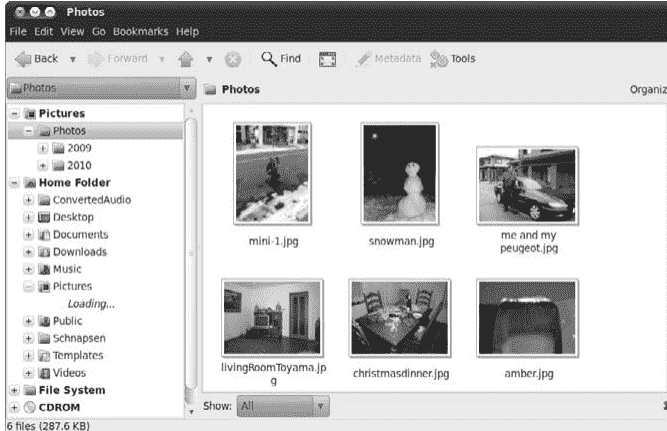 Photos
File Edit View Go Bookmarks Help
Back Forward Find Metadata Tools
Photos
Photos Organiz
Pictures
Photos
2009
2010
Home Folder
ConvertedAudio
Desktop
Documents
Downloads
Music
Pictures
Loading...
Public
Schnapsen
Templates
Videos
File System
CDROM
mini-1.jpg
snowman.jpg
me and my
peugeot.jpg
livingRoomToyama.jp
g
christmasdinner.jpg
amber.jpg
Show: All
6 files (287.6 KB)